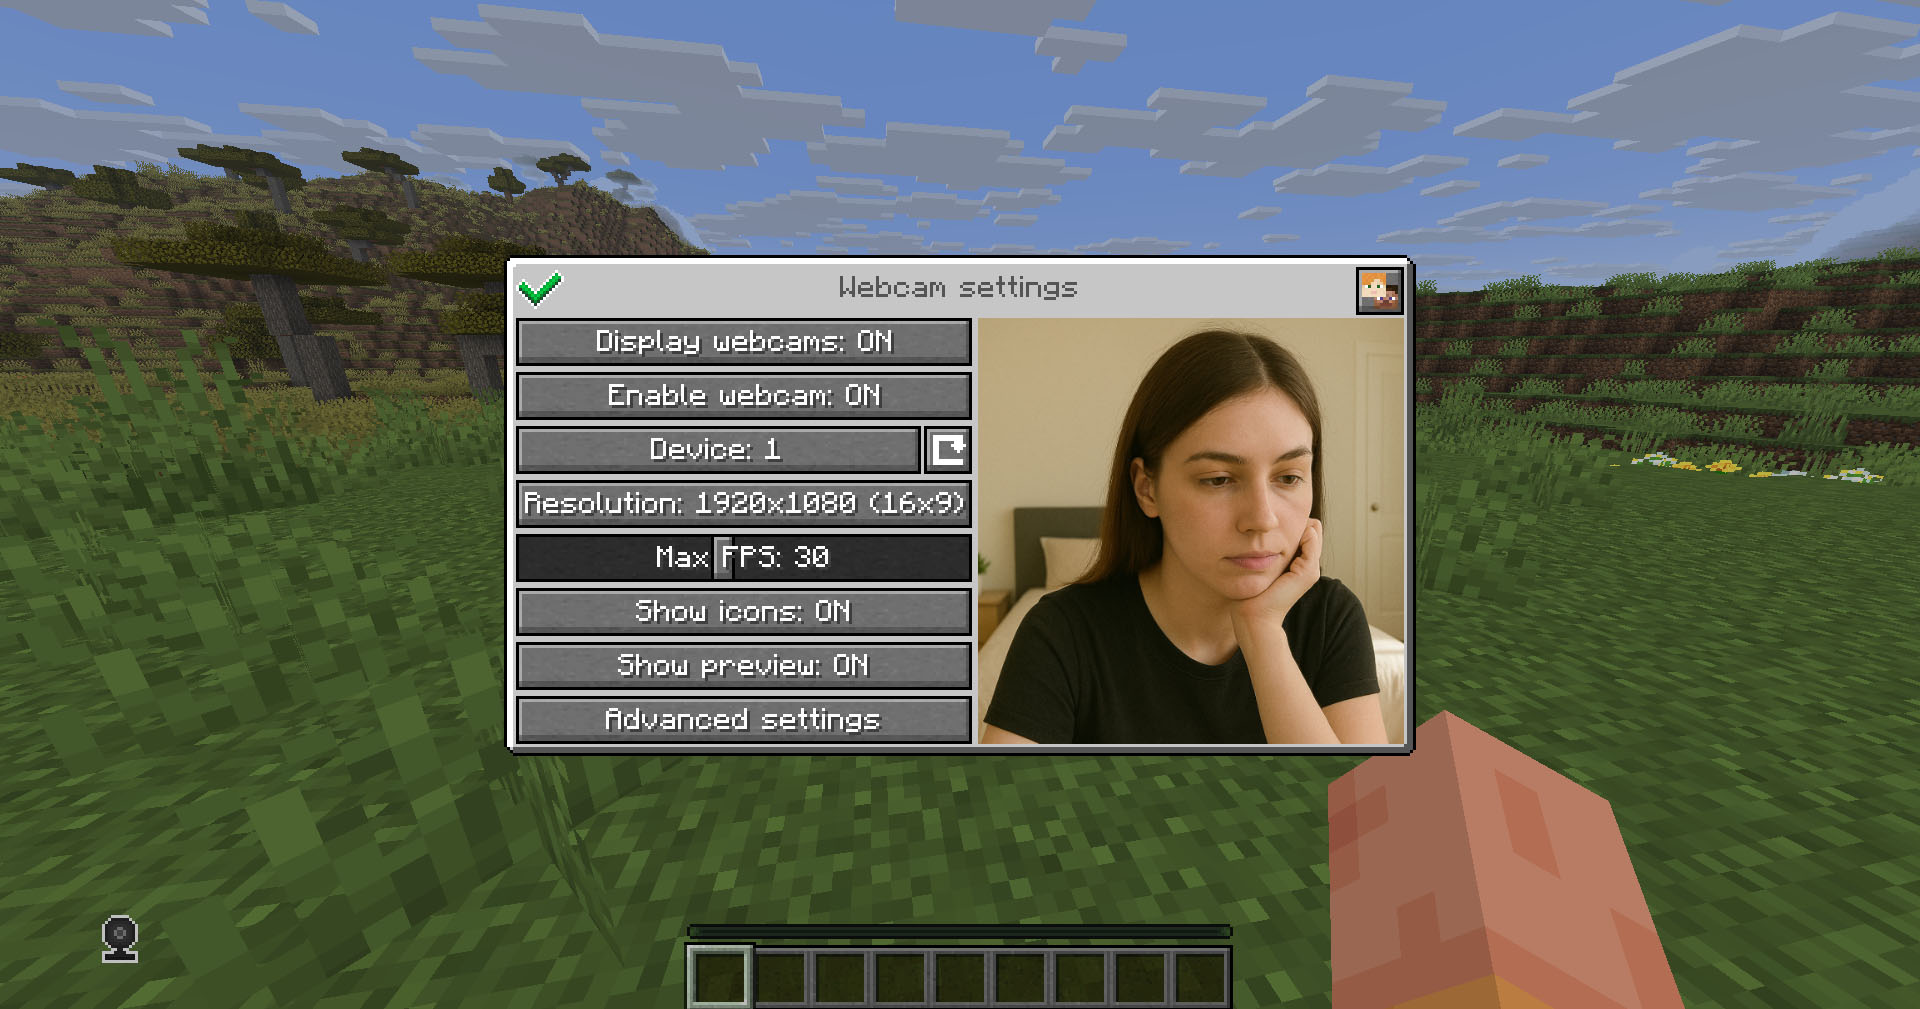 Webcam settings
Display webcams: ON
Enable webcam: ON
Device: 1
Resolution: 1920x1080 (16x9)
Max FPS: 30
Show icons: ON
Show preview: ON
Advanced settings